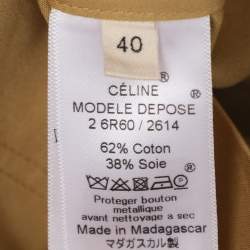 40
CÉLINE®
MODELE DEPOSE
2 6R60 / 2614
62% Coton
38% Soie
Proteger bouton
metallique
avant nettoyage a sec
Made in Madagascar
マダガスカル製